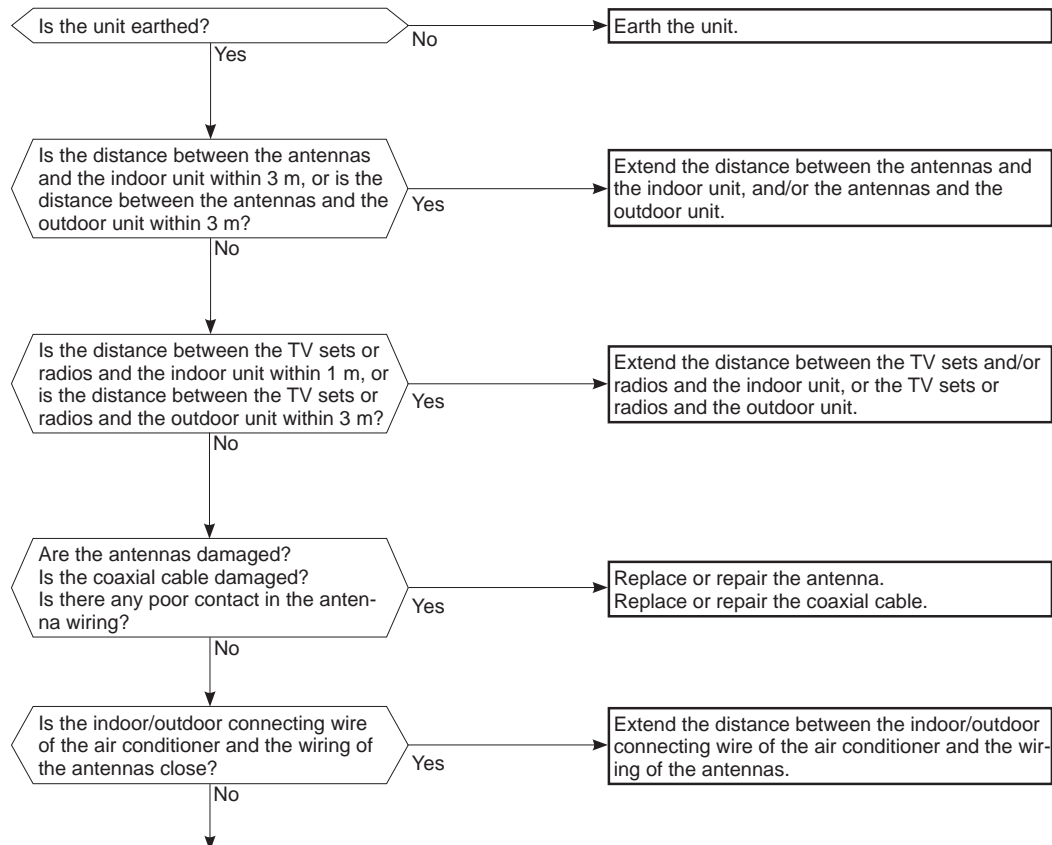 Is the unit earthed?
No
Earth the unit.
Yes
Is the distance between the antennas
and the indoor unit within 3 m, or is the
distance between the antennas and the
outdoor unit within 3 m?
Yes
Extend the distance between the antennas and
the indoor unit, and/or the antennas and the
outdoor unit.
No
Is the distance between the TV sets or
radios and the indoor unit within 1 m, or
is the distance between the TV sets or
radios and the outdoor unit within 3 m?
Yes
Extend the distance between the TV sets and/or
radios and the indoor unit, or the TV sets or
radios and the outdoor unit.
No
Are the antennas damaged?
Is the coaxial cable damaged?
Is there any poor contact in the anten-
na wiring?
Yes
Replace or repair the antenna.
Replace or repair the coaxial cable.
No
Is the indoor/outdoor connecting wire
of the air conditioner and the wiring of
the antennas close?
Yes
Extend the distance between the indoor/outdoor
connecting wire of the air conditioner and the wir-
ing of the antennas.
No